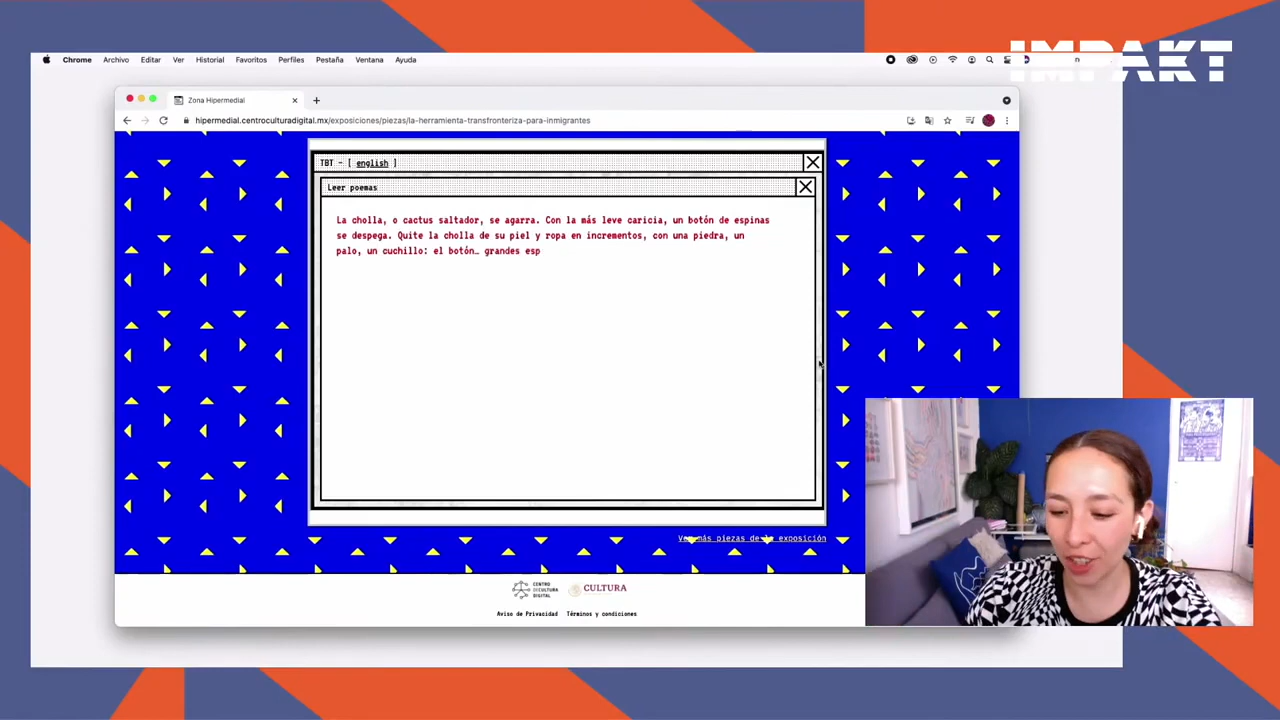 IMPAKT
Chrome Archivo Editar Ver Historial Favoritos Perfiles Pestaña Ventana Ayuda
Zona Hipermedial
hipermedial.centroculturadigital.mx/exposiciones/piezas/la-herramienta-transfronteriza-para-inmigrantes
TBT - [ english ]
Leer poemas
La cholla, o cactus saltador, se agarra. Con la más leve caricia, un botón de espinas
se despega. Quite la cholla de su piel y ropa en incrementos, con una piedra, un
palo, un cuchillo: el botón… grandes esp
Ver más piezas de la exposición
CENTRO
DE CULTURA
DIGITAL
CULTURA
Aviso de Privacidad Términos y condiciones